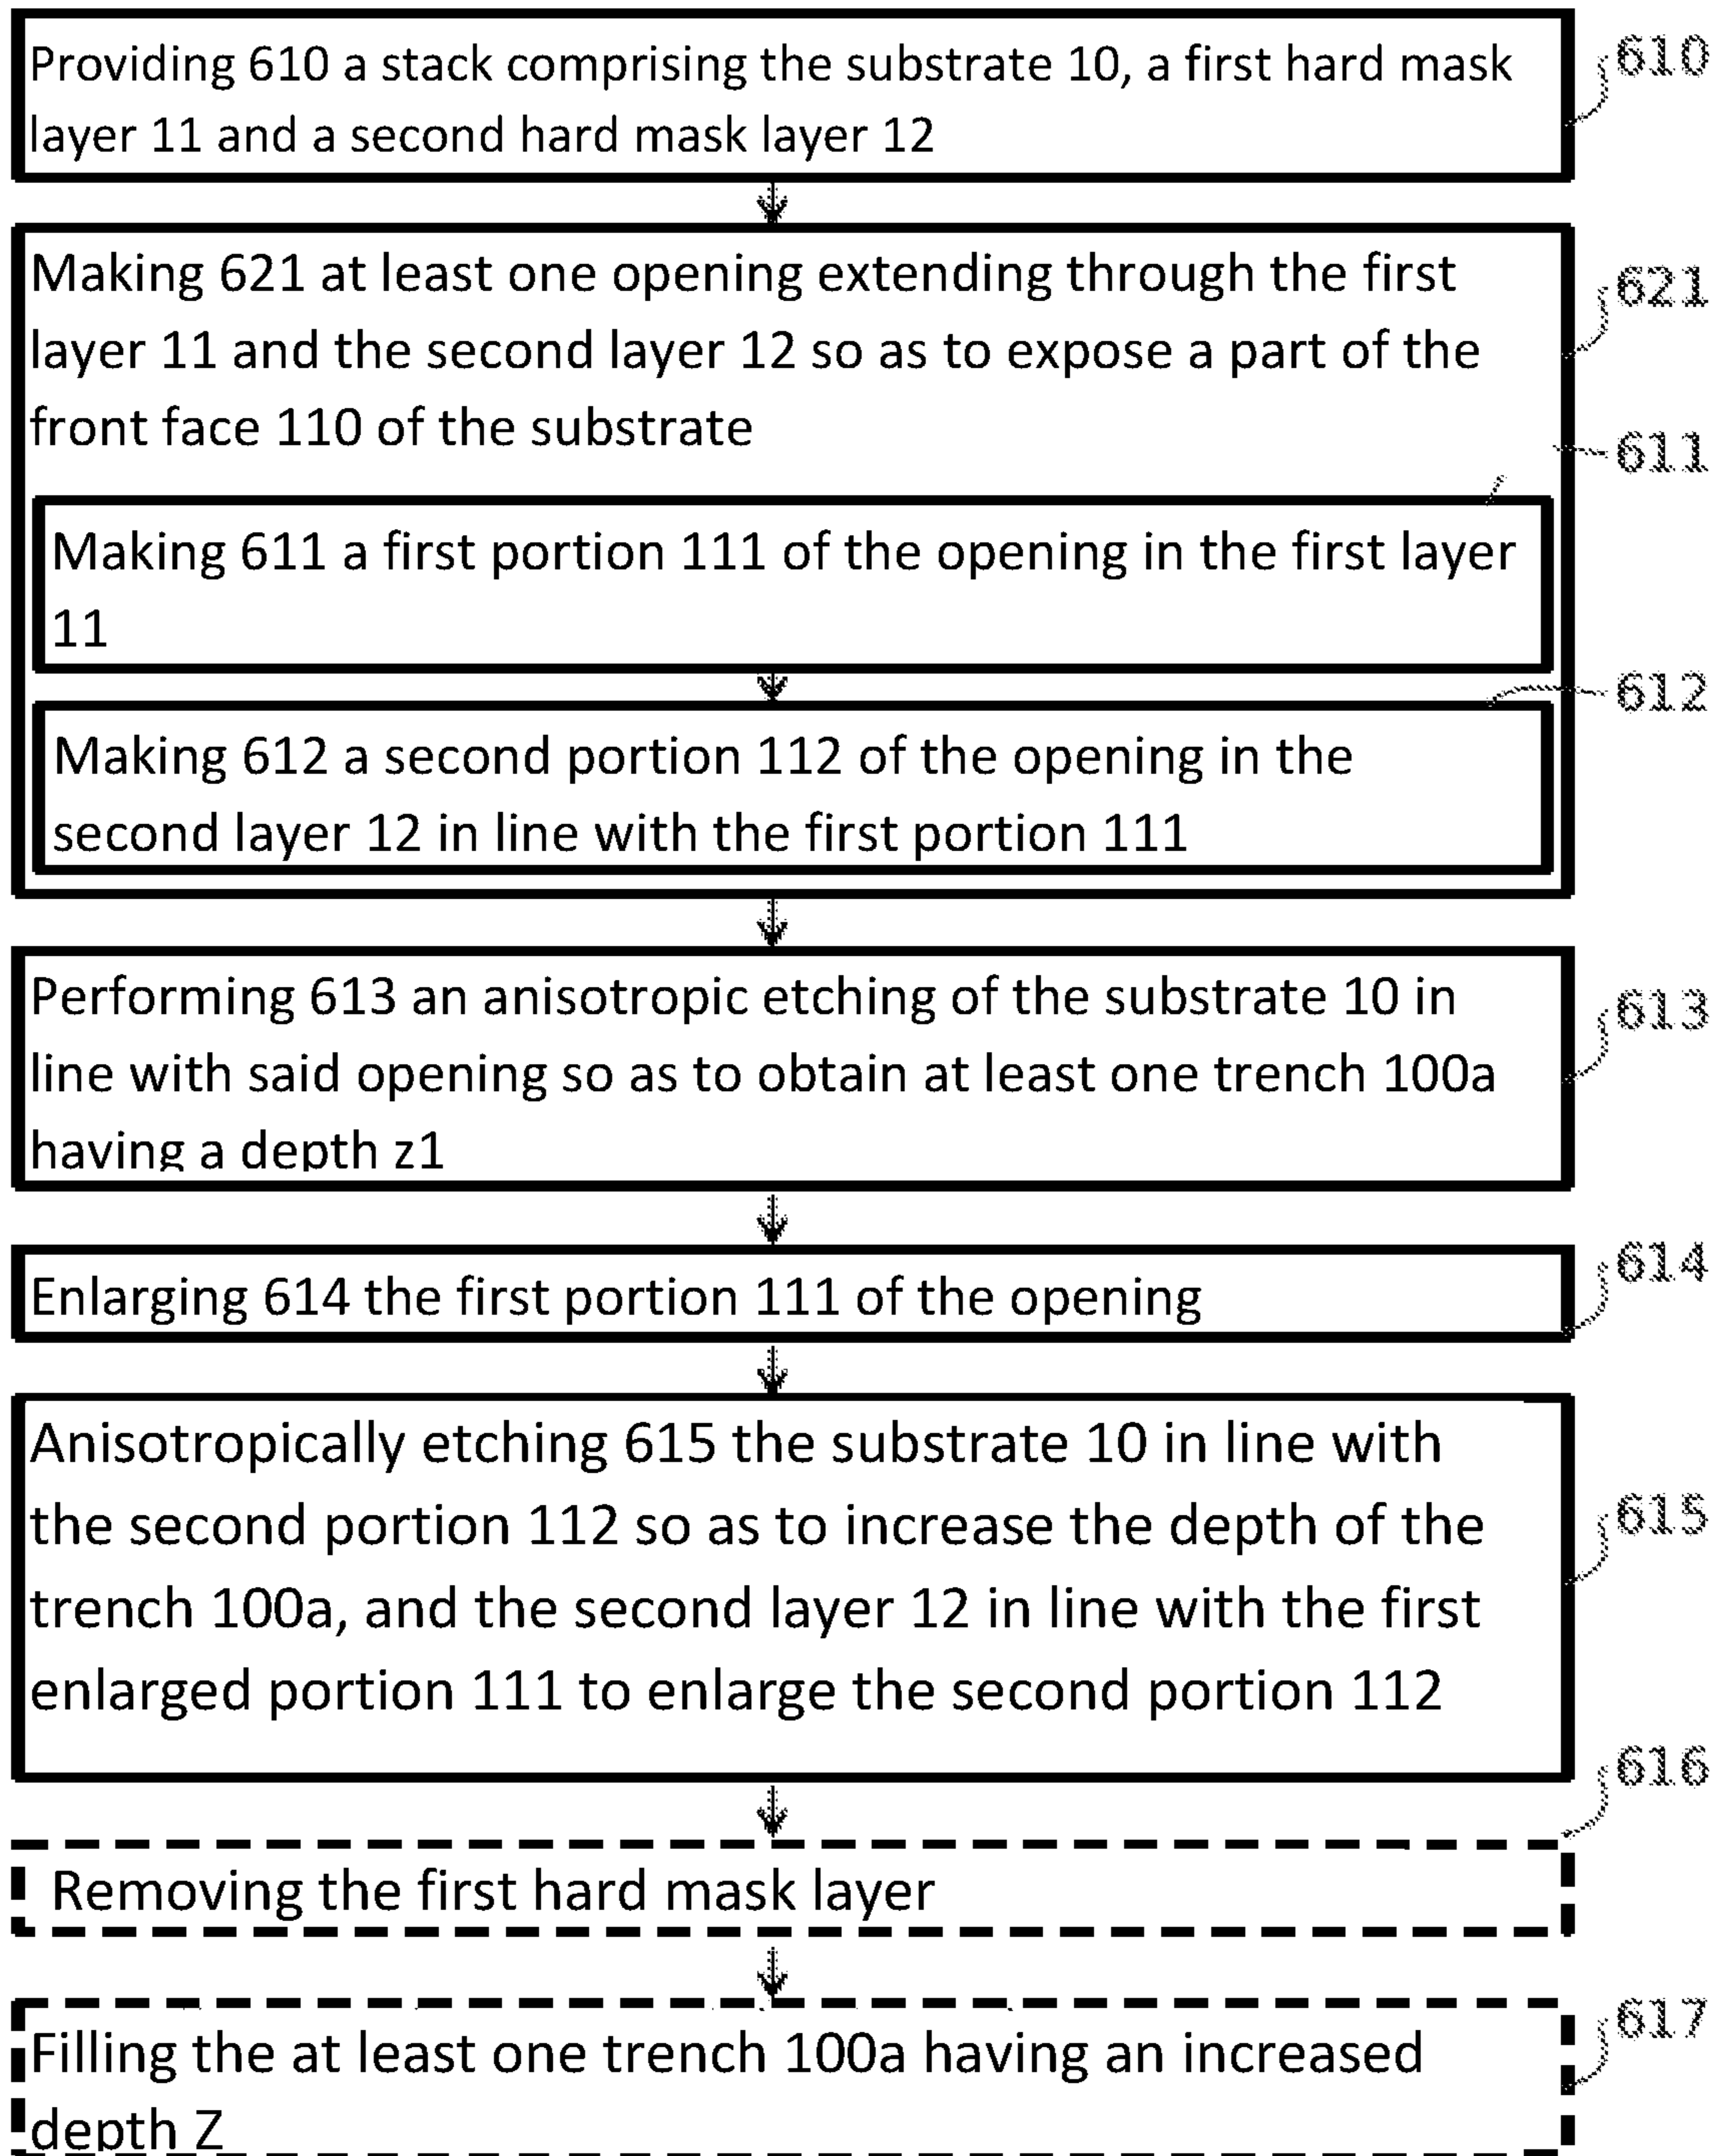 Providing 610 a stack comprising the substrate 10, a first hard mask
layer 11 and a second hard mask layer 12
610
Making 621 at least one opening extending through the first
layer 11 and the second layer 12 so as to expose a part of the
front face 110 of the substrate
621
611
Making 611 a first portion 111 of the opening in the first layer
11
612
Making 612 a second portion 112 of the opening in the
second layer 12 in line with the first portion 111
Performing 613 an anisotropic etching of the substrate 10 in
line with said opening so as to obtain at least one trench 100a
having a depth z1
613
Enlarging 614 the first portion 111 of the opening
614
Anisotropically etching 615 the substrate 10 in line with
the second portion 112 so as to increase the depth of the
trench 100a, and the second layer 12 in line with the first
enlarged portion 111 to enlarge the second portion 112
615
616
Removing the first hard mask layer
Filling the at least one trench 100a having an increased
depth Z
617